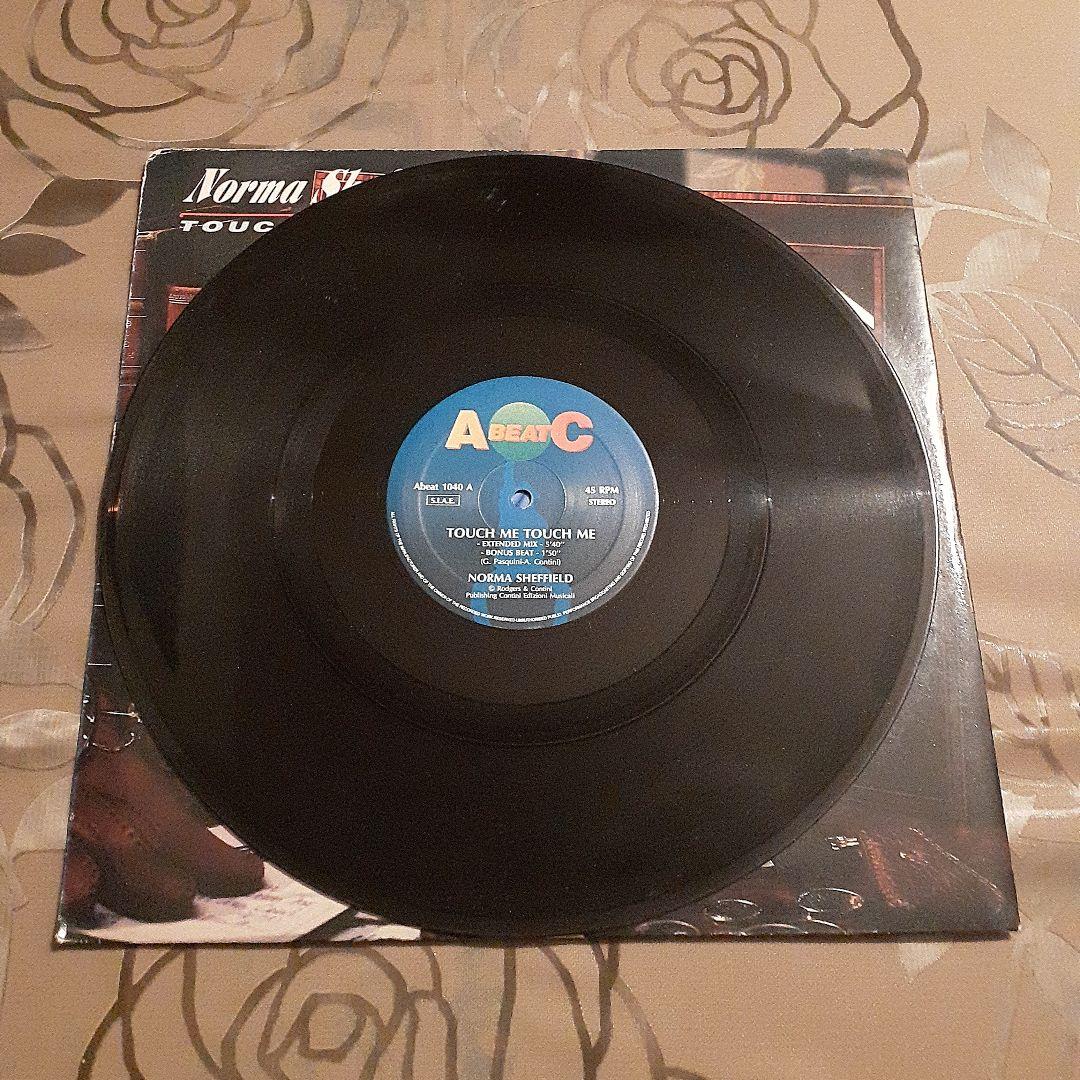 Norma
TOUC
A BEAT C
Abeat 1040 A
45 RPM
S.I.A.E.
STEREO
TOUCH ME TOUCH ME
- EXTENDED MIX - 5'40"
- BONUS BEAT - 1'50"
(G. Pasquini-A. Contini)
NORMA SHEFFIELD
© Rodgers & Contini
Publishing Contini Edizioni Musicali